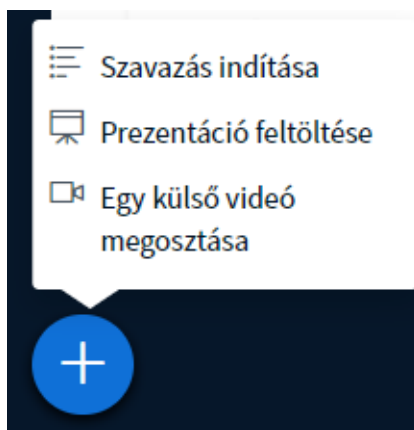 Szavazás indítása
Prezentáció feltöltése
Egy külső videó
megosztása